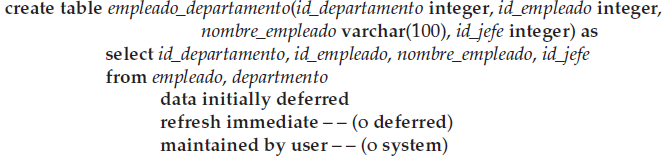 create table empleado_departamento(id_departamento integer, id_empleado integer,
nombre_empleado varchar(100), id_jefe integer) as
select id_departamento, id_empleado, nombre_empleado, id_jefe
from empleado, departmento
data initially deferred
refresh immediate – – (o deferred)
maintained by user – – (o system)